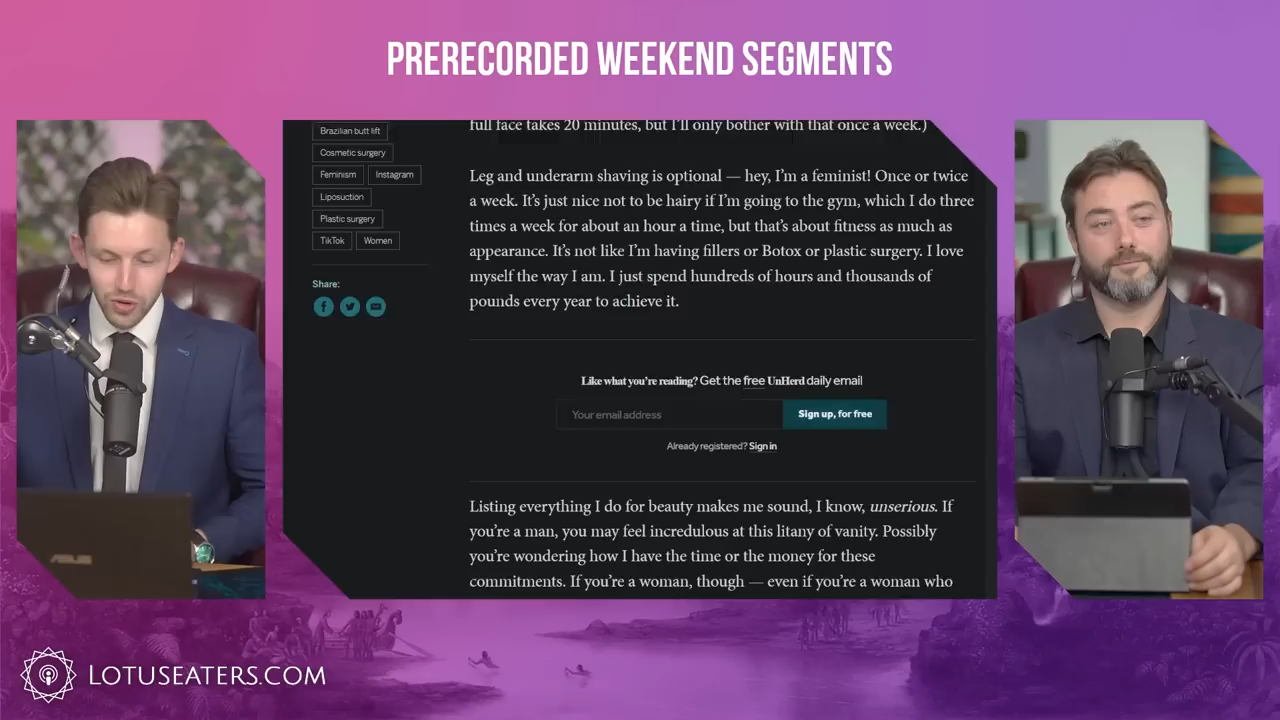 PRERECORDED WEEKEND SEGMENTS
Brazilian butt lift
Cosmetic surgery
Feminism Instagram
Liposuction
Plastic surgery
TikTok Women
Share:
full face takes 20 minutes, but I'll only bother with that once a week.)
Leg and underarm shaving is optional — hey, I'm a feminist! Once or twice
a week. It's just nice not to be hairy if I'm going to the gym, which I do three
times a week for about an hour a time, but that's about fitness as much as
appearance. It's not like I'm having fillers or Botox or plastic surgery. I love
myself the way I am. I just spend hundreds of hours and thousands of
pounds every year to achieve it.
Like what you're reading? Get the free UnHerd daily email
Your email address Sign up, for free
Already registered? Sign in
Listing everything I do for beauty makes me sound, I know, unserious. If
you're a man, you may feel incredulous at this litany of vanity. Possibly
you're wondering how I have the time or the money for these
commitments. If you're a woman, though — even if you're a woman who
ASUS
LOTUSEATERS.COM